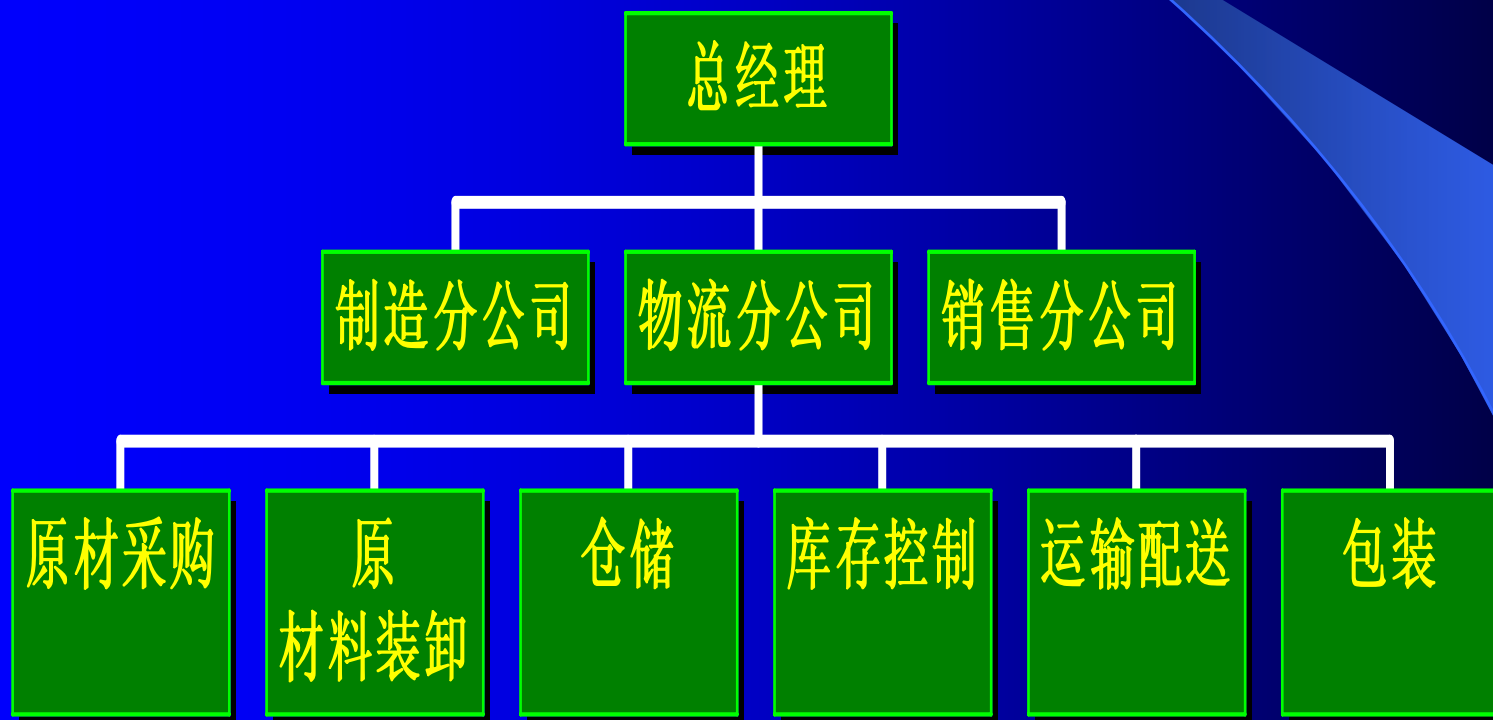 总经理
制造分公司
物流分公司
销售分公司
原材采购
原
材料装卸
仓储
库存控制
运输配送
包装